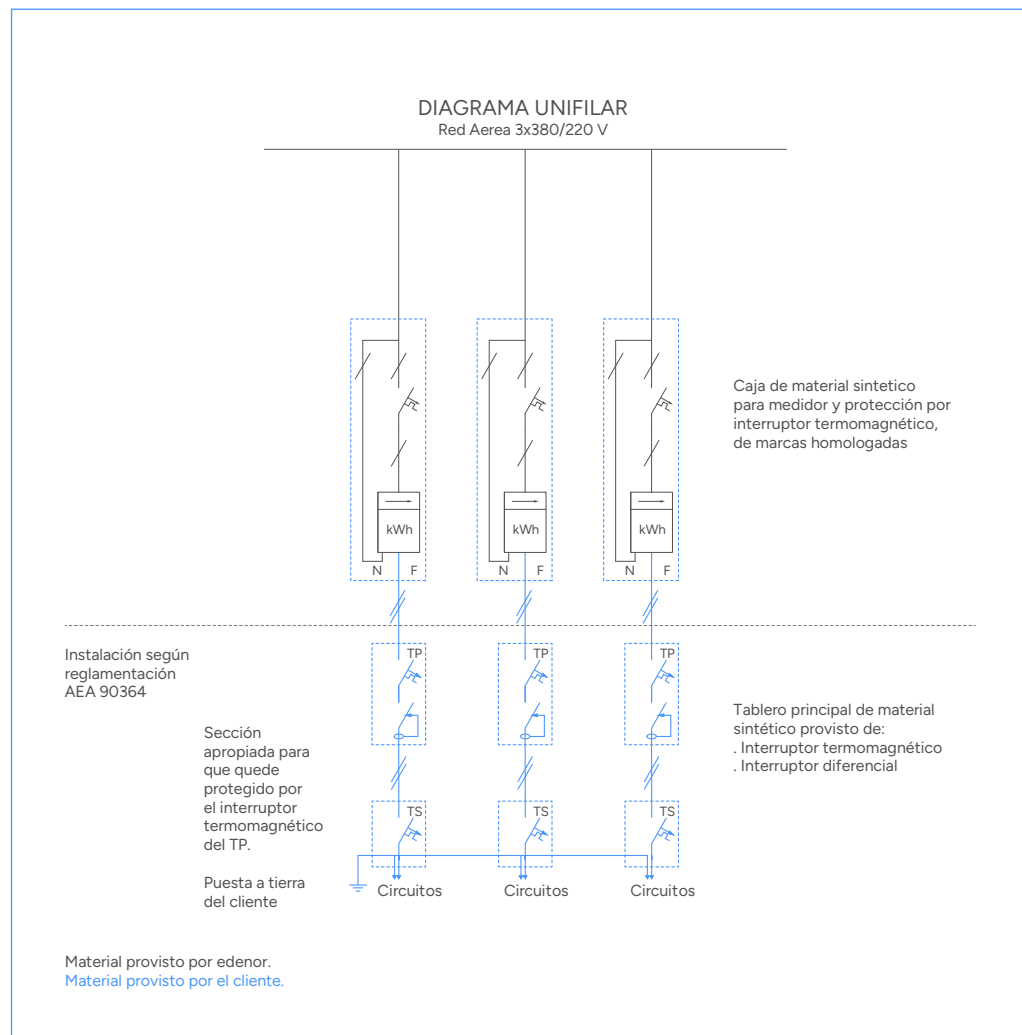 DIAGRAMA UNIFILAR
Red Aerea 3x380/220 V
Caja de material sintetico
para medidor y protección por
interruptor termomagnético,
de marcas homologadas
kWh
kWh
kWh
N F
N F
N F
Instalación según
reglamentación
AEA 90364
TP
TP
TP
Tablero principal de material
sintético provisto de:
. Interruptor termomagnético
. Interruptor diferencial
Sección
apropiada para
que quede
protegido por
el interruptor
termomagnético
del TP.
TS
TS
TS
Puesta a tierra
del cliente
Circuitos
Circuitos
Circuitos
Material provisto por edenor.
Material provisto por el cliente.